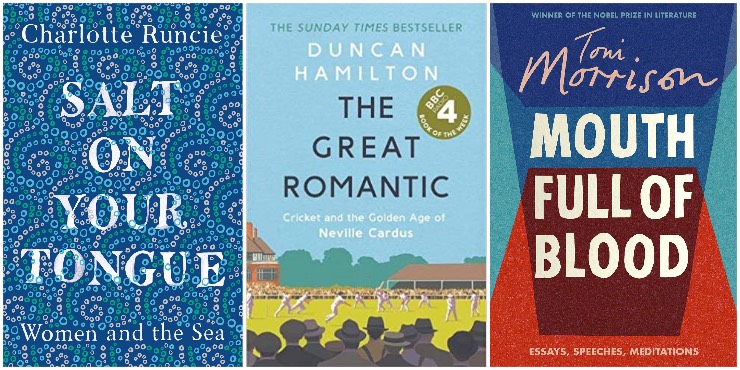 Charlotte Runcie
SALT
ON
YOUR
TONGUE
Women and the Sea
THE SUNDAY TIMES BESTSELLER
DUNCAN
HAMILTON
THE
GREAT
ROMANTIC
BBC
4
BOOK OF THE WEEK
Cricket and the Golden Age of
Neville Cardus
WINNER OF THE NOBEL PRIZE IN LITERATURE
Toni
Morrison
MOUTH
FULL OF
BLOOD
ESSAYS, SPEECHES, MEDITATIONS